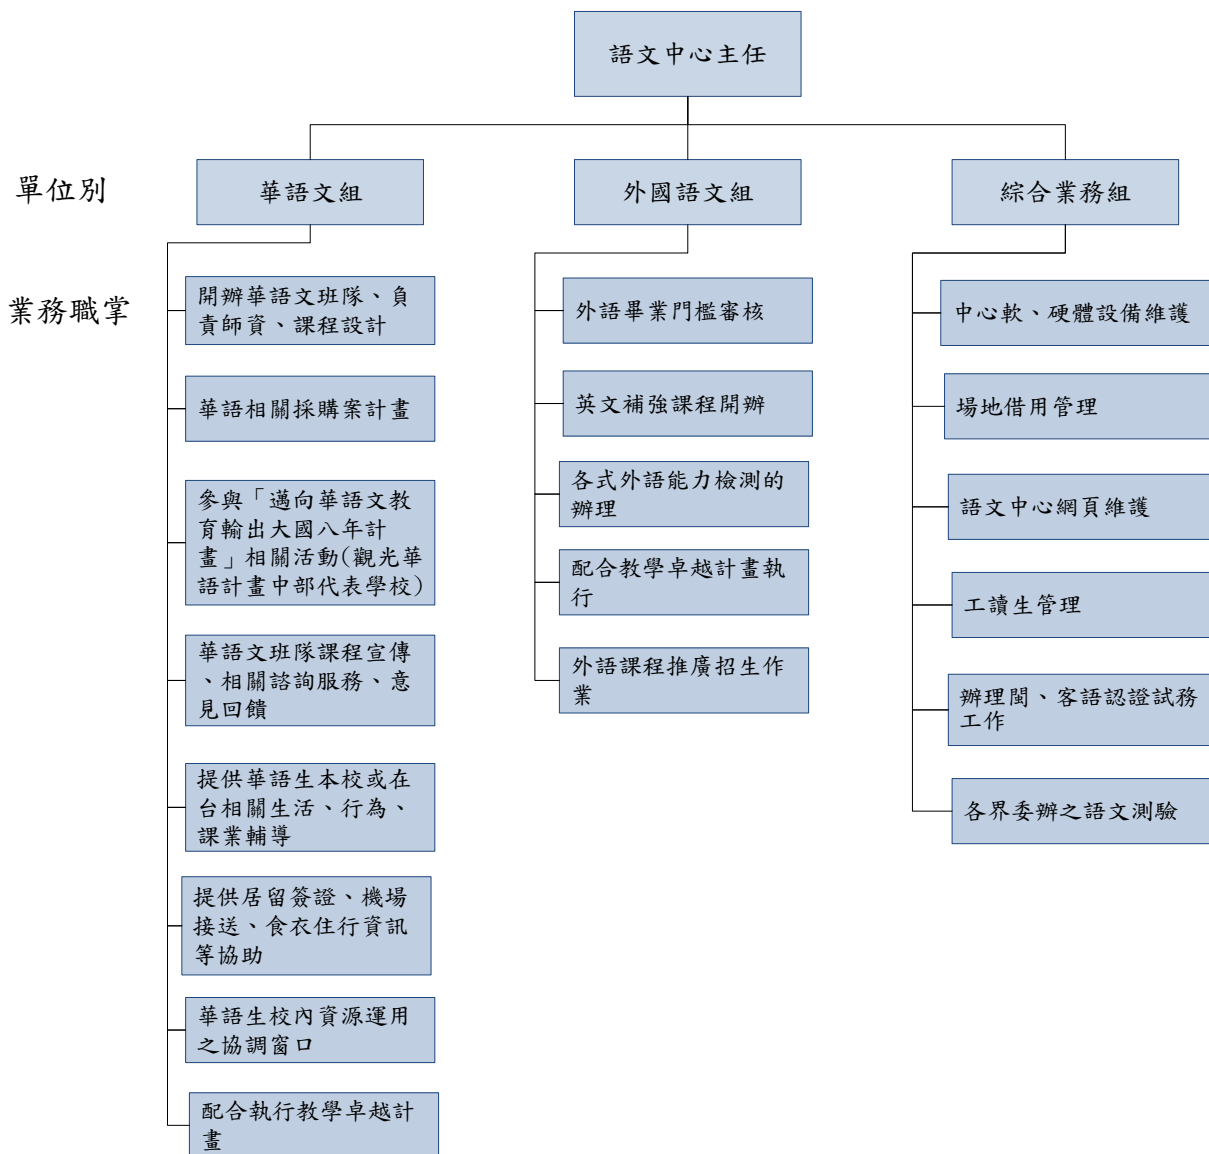 語文中心主任
單位別
華語文組
外國語文組
綜合業務組
業務職掌
開辦華語文班隊、負
責師資、課程設計
華語相關採購案計畫
參與「邁向華語文教
育輸出大國八年計
畫」相關活動(觀光華
語計畫中部代表學校)
華語文班隊課程宣傳
、相關諮詢服務、意
見回饋
提供華語生本校或在
台相關生活、行為、
課業輔導
提供居留簽證、機場
接送、食衣住行資訊
等協助
華語生校內資源運用
之協調窗口
配合執行教學卓越計
畫
外語畢業門檻審核
英文補強課程開辦
各式外語能力檢測的
辦理
配合教學卓越計畫執
行
外語課程推廣招生作
業
中心軟、硬體設備維護
場地借用管理
語文中心網頁維護
工讀生管理
辦理閩、客語認證試務
工作
各界委辦之語文測驗